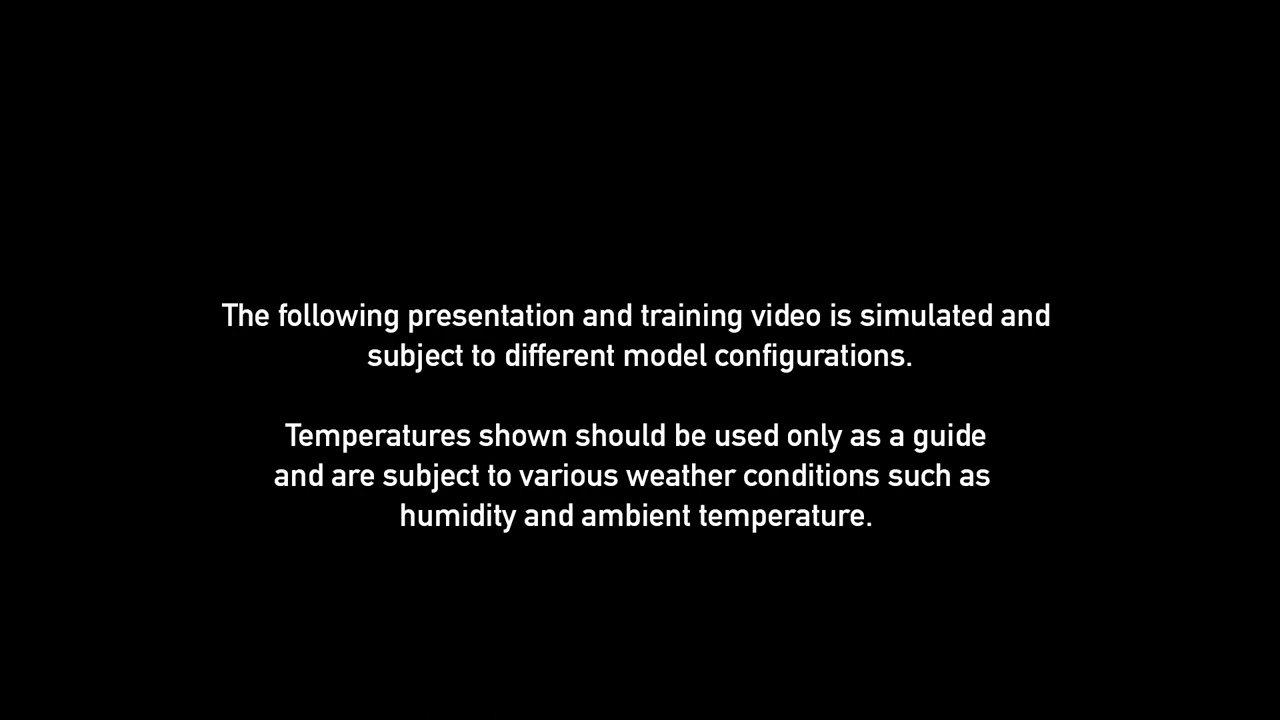 The following presentation and training video is simulated and
subject to different model configurations.
Temperatures shown should be used only as a guide
and are subject to various weather conditions such as
humidity and ambient temperature.